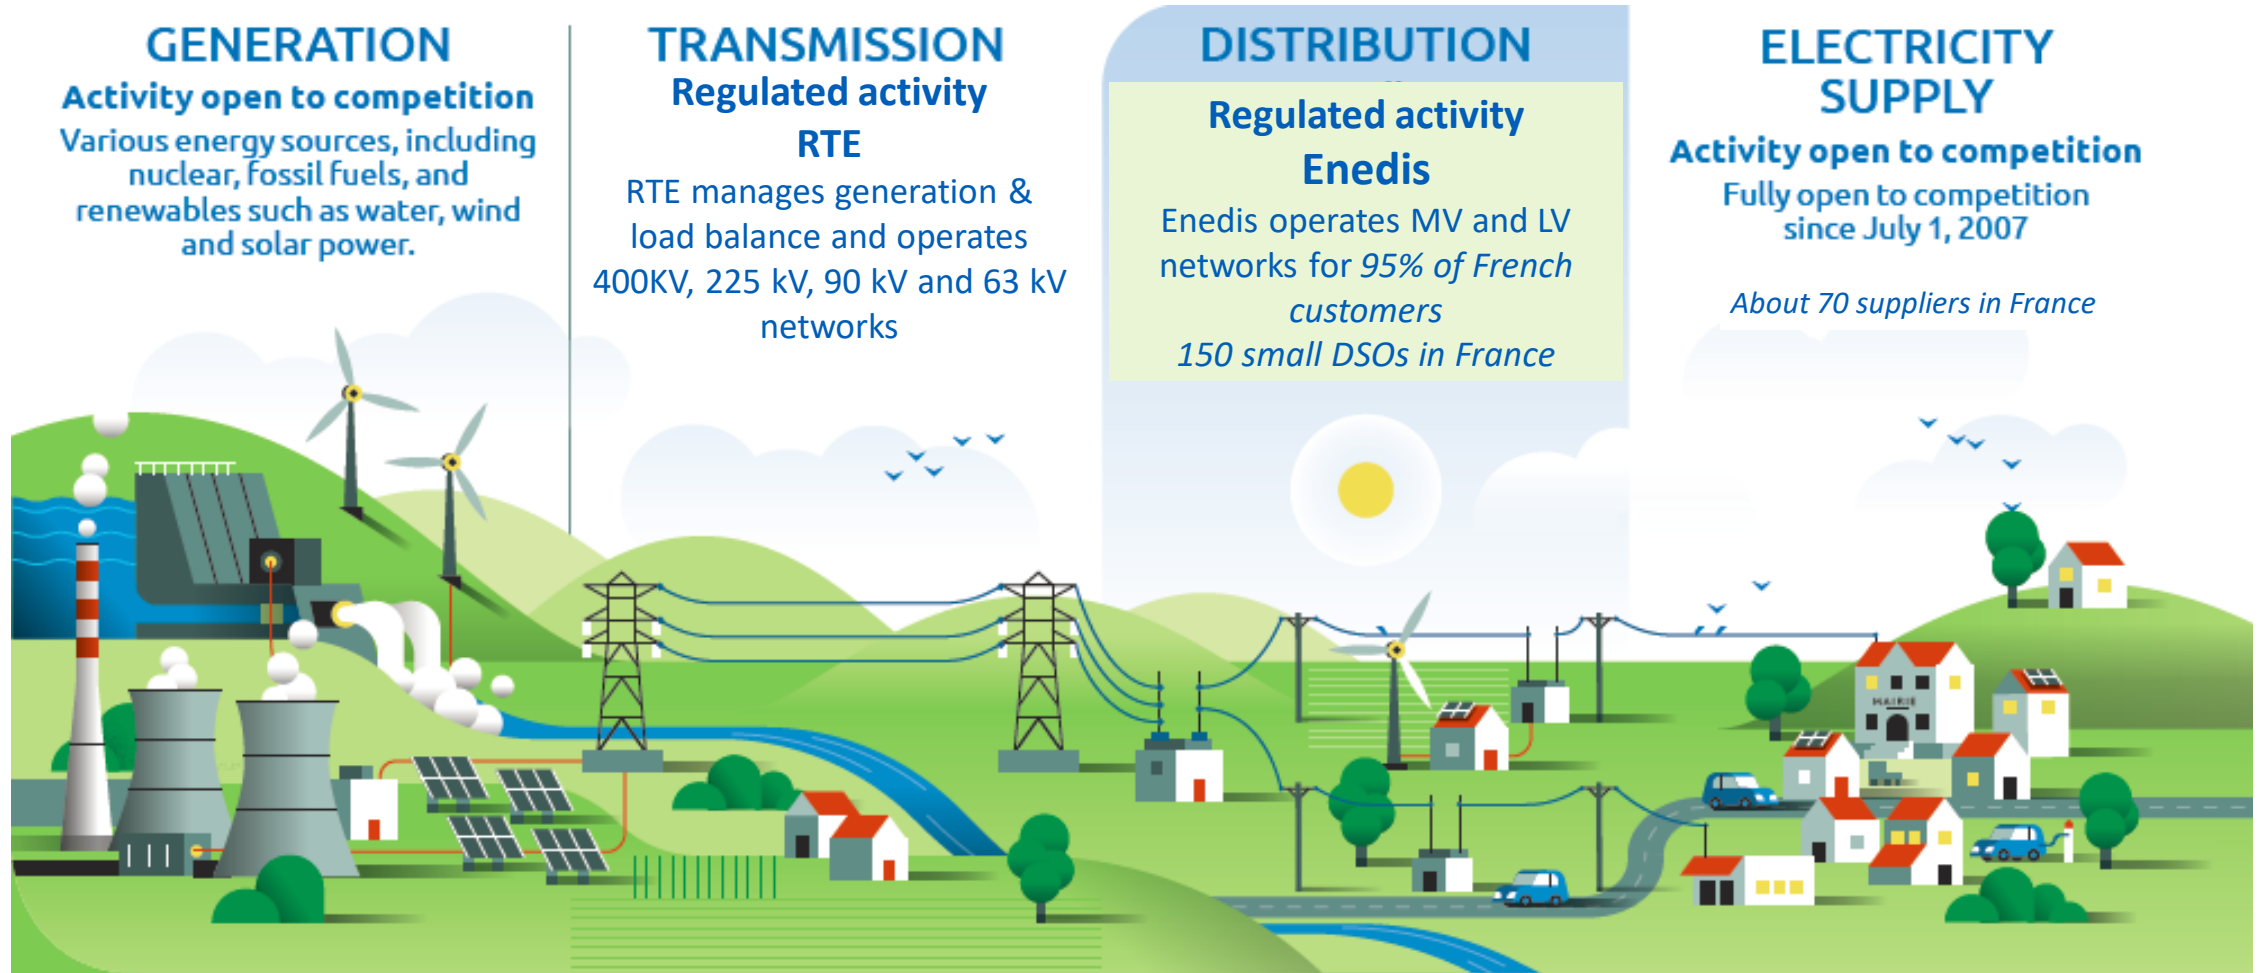 GENERATION
Activity open to competition
Various energy sources, including
nuclear, fossil fuels, and
renewables such as water, wind
and solar power.
TRANSMISSION
Regulated activity
RTE
RTE manages generation &
load balance and operates
400KV, 225 kV, 90 kV and 63 kV
networks
DISTRIBUTION
Regulated activity
Enedis
Enedis operates MV and LV
networks for 95% of French
customers
150 small DSOs in France
ELECTRICITY
SUPPLY
Activity open to competition
Fully open to competition
since July 1, 2007
About 70 suppliers in France
MAIRIE